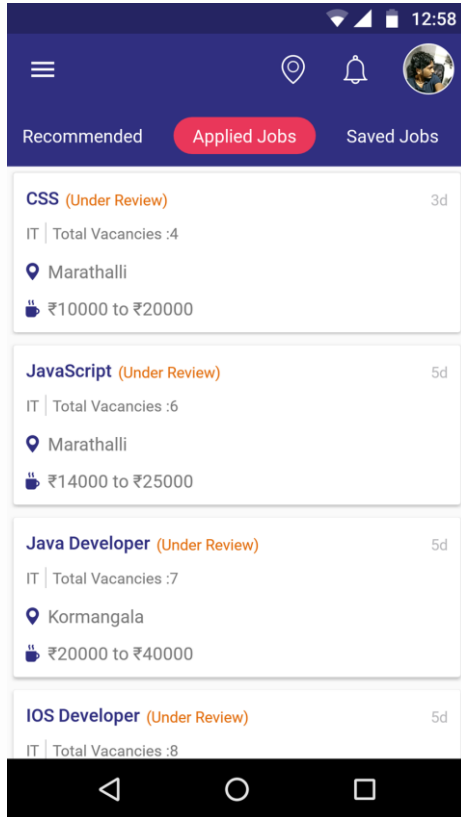 12:58
Recommended Applied Jobs Saved Jobs
CSS (Under Review) 3d
IT Total Vacancies :4
Marathalli
₹10000 to ₹20000
JavaScript (Under Review) 5d
IT Total Vacancies :6
Marathalli
₹14000 to ₹25000
Java Developer (Under Review) 5d
IT Total Vacancies :7
Kormangala
₹20000 to ₹40000
IOS Developer (Under Review) 5d
IT Total Vacancies :8